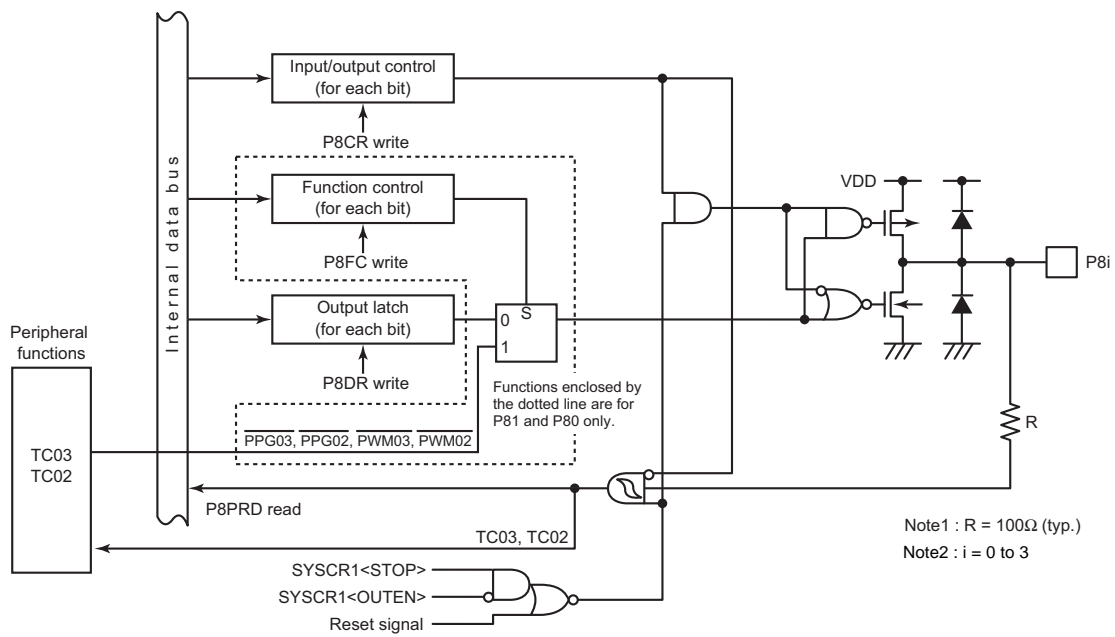 Internal data bus
Input/output control
(for each bit)
P8CR write
Function control
(for each bit)
P8FC write
VDD
P8i
Output latch
(for each bit)
P8DR write
S
0
1
Peripheral
functions
TC03
TC02
Functions enclosed by
the dotted line are for
P81 and P80 only.
PPG03, PPG02, PWM03, PWM02
R
P8PRD read
TC03, TC02
Note1 : R = 100Ω (typ.)
Note2 : i = 0 to 3
SYSCR1<STOP>
SYSCR1<OUTEN>
Reset signal